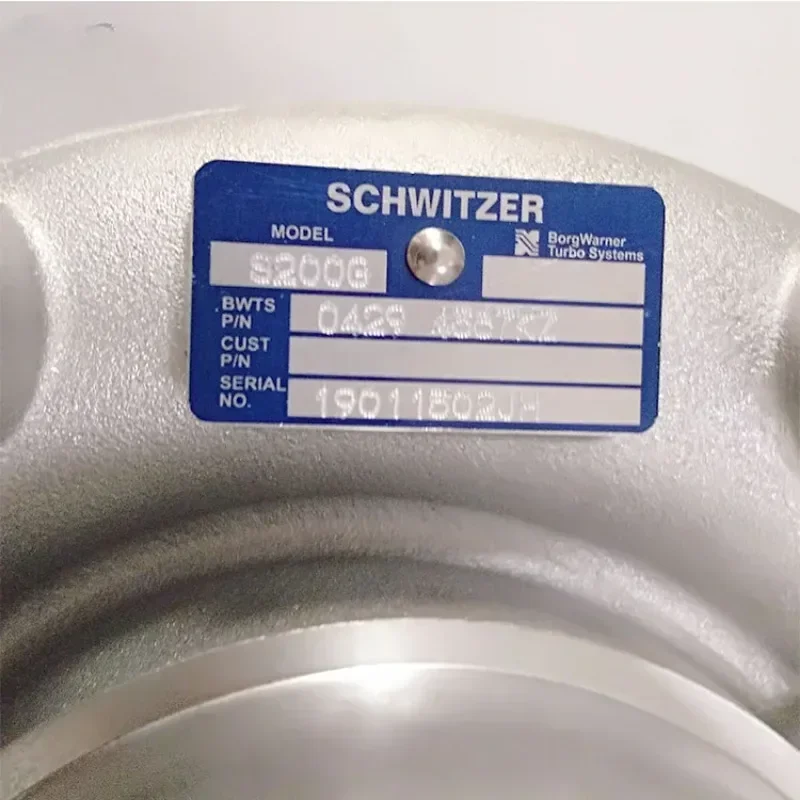 SCHWITZER
MODEL
S200G
BorgWarner
Turbo Systems
BWTS
P/N
0429
CUST
P/N
SERIAL
NO.
19011802JH